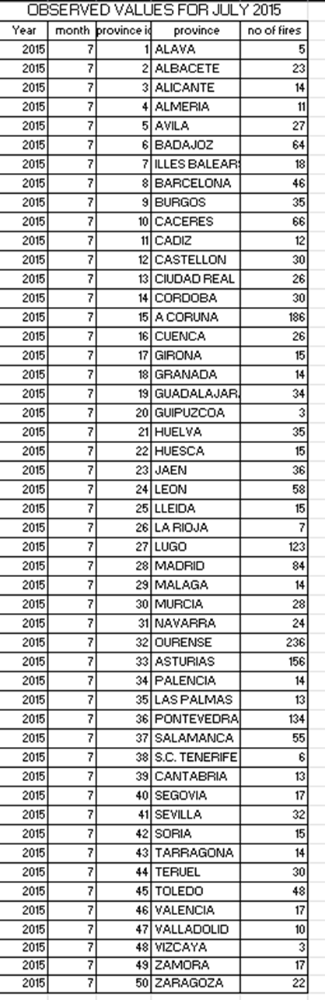 OBSERVED VALUES FOR JULY 2015
Year month province id province no of fires
2015 7 1 ALAVA 5
2015 7 2 ALBACETE 23
2015 7 3 ALICANTE 14
2015 7 4 ALMERIA 11
2015 7 5 AVILA 27
2015 7 6 BADAJOZ 64
2015 7 7 ILLES BALEARS 18
2015 7 8 BARCELONA 46
2015 7 9 BURGOS 35
2015 7 10 CACERES 66
2015 7 11 CADIZ 12
2015 7 12 CASTELLON 30
2015 7 13 CIUDAD REAL 26
2015 7 14 CORDOBA 30
2015 7 15 A CORUNA 186
2015 7 16 CUENCA 26
2015 7 17 GIRONA 15
2015 7 18 GRANADA 14
2015 7 19 GUADALAJAR 34
2015 7 20 GUIPUZCOA 3
2015 7 21 HUELVA 35
2015 7 22 HUESCA 15
2015 7 23 JAEN 36
2015 7 24 LEON 58
2015 7 25 LLEIDA 15
2015 7 26 LA RIOJA 7
2015 7 27 LUGO 123
2015 7 28 MADRID 84
2015 7 29 MALAGA 14
2015 7 30 MURCIA 28
2015 7 31 NAVARRA 24
2015 7 32 OURENSE 236
2015 7 33 ASTURIAS 156
2015 7 34 PALENCIA 14
2015 7 35 LAS PALMAS 13
2015 7 36 PONTEVEDRA 134
2015 7 37 SALAMANCA 55
2015 7 38 S.C. TENERIFE 6
2015 7 39 CANTABRIA 13
2015 7 40 SEGOVIA 17
2015 7 41 SEVILLA 32
2015 7 42 SORIA 15
2015 7 43 TARRAGONA 14
2015 7 44 TERUEL 30
2015 7 45 TOLEDO 48
2015 7 46 VALENCIA 17
2015 7 47 VALLADOLID 10
2015 7 48 VIZCAYA 3
2015 7 49 ZAMORA 17
2015 7 50 ZARAGOZA 22